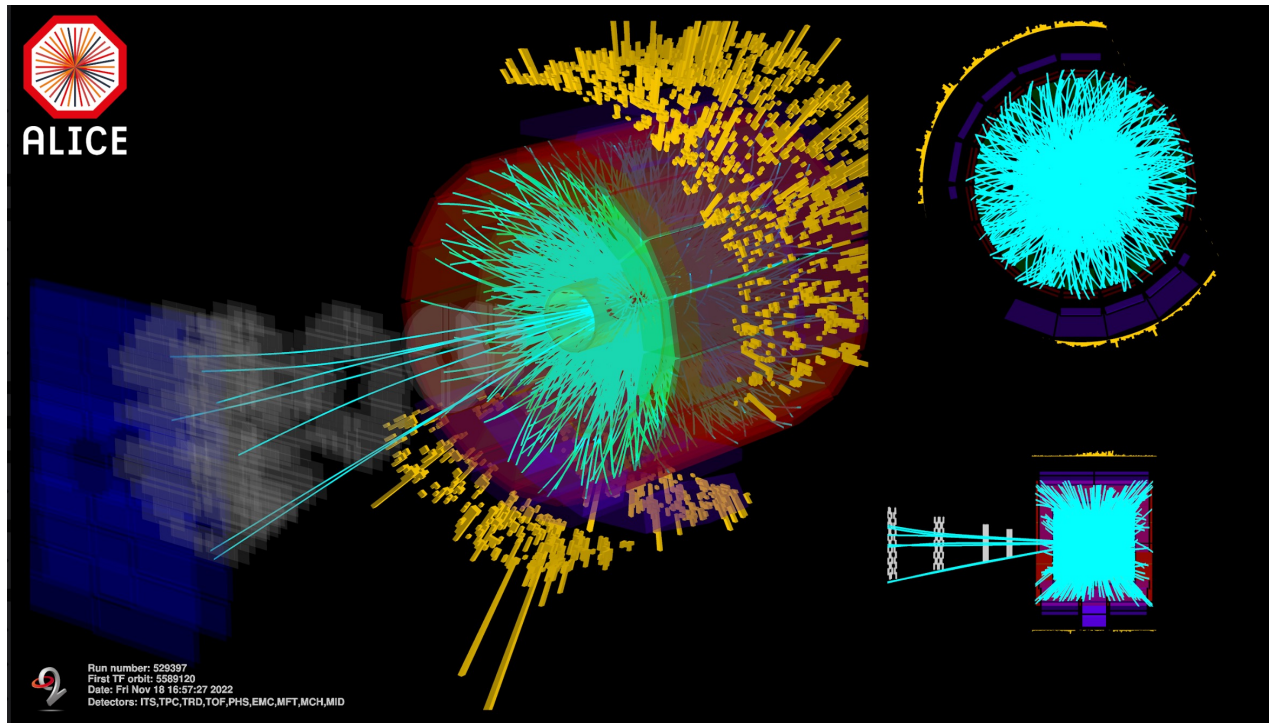 ALICE
Run number: 529397
First TF orbit: 5589120
Date: Fri Nov 18 16:57:27 2022
Detectors: ITS,TPC,TRD,TOF,PHS,EMC,MFT,MCH,MID